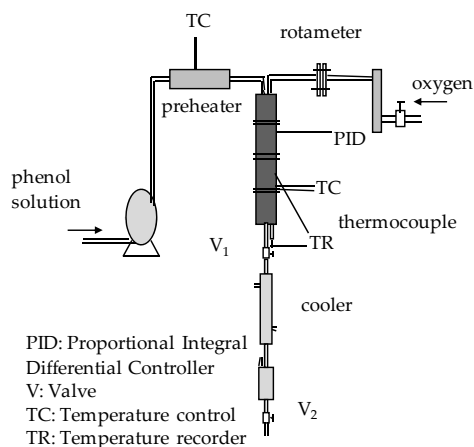 TC
rotameter
oxygen
preheater
PID
phenol
solution
TC
thermocouple
V1
TR
cooler
PID: Proportional Integral
Differential Controller
V: Valve
V2
TC: Temperature control
TR: Temperature recorder